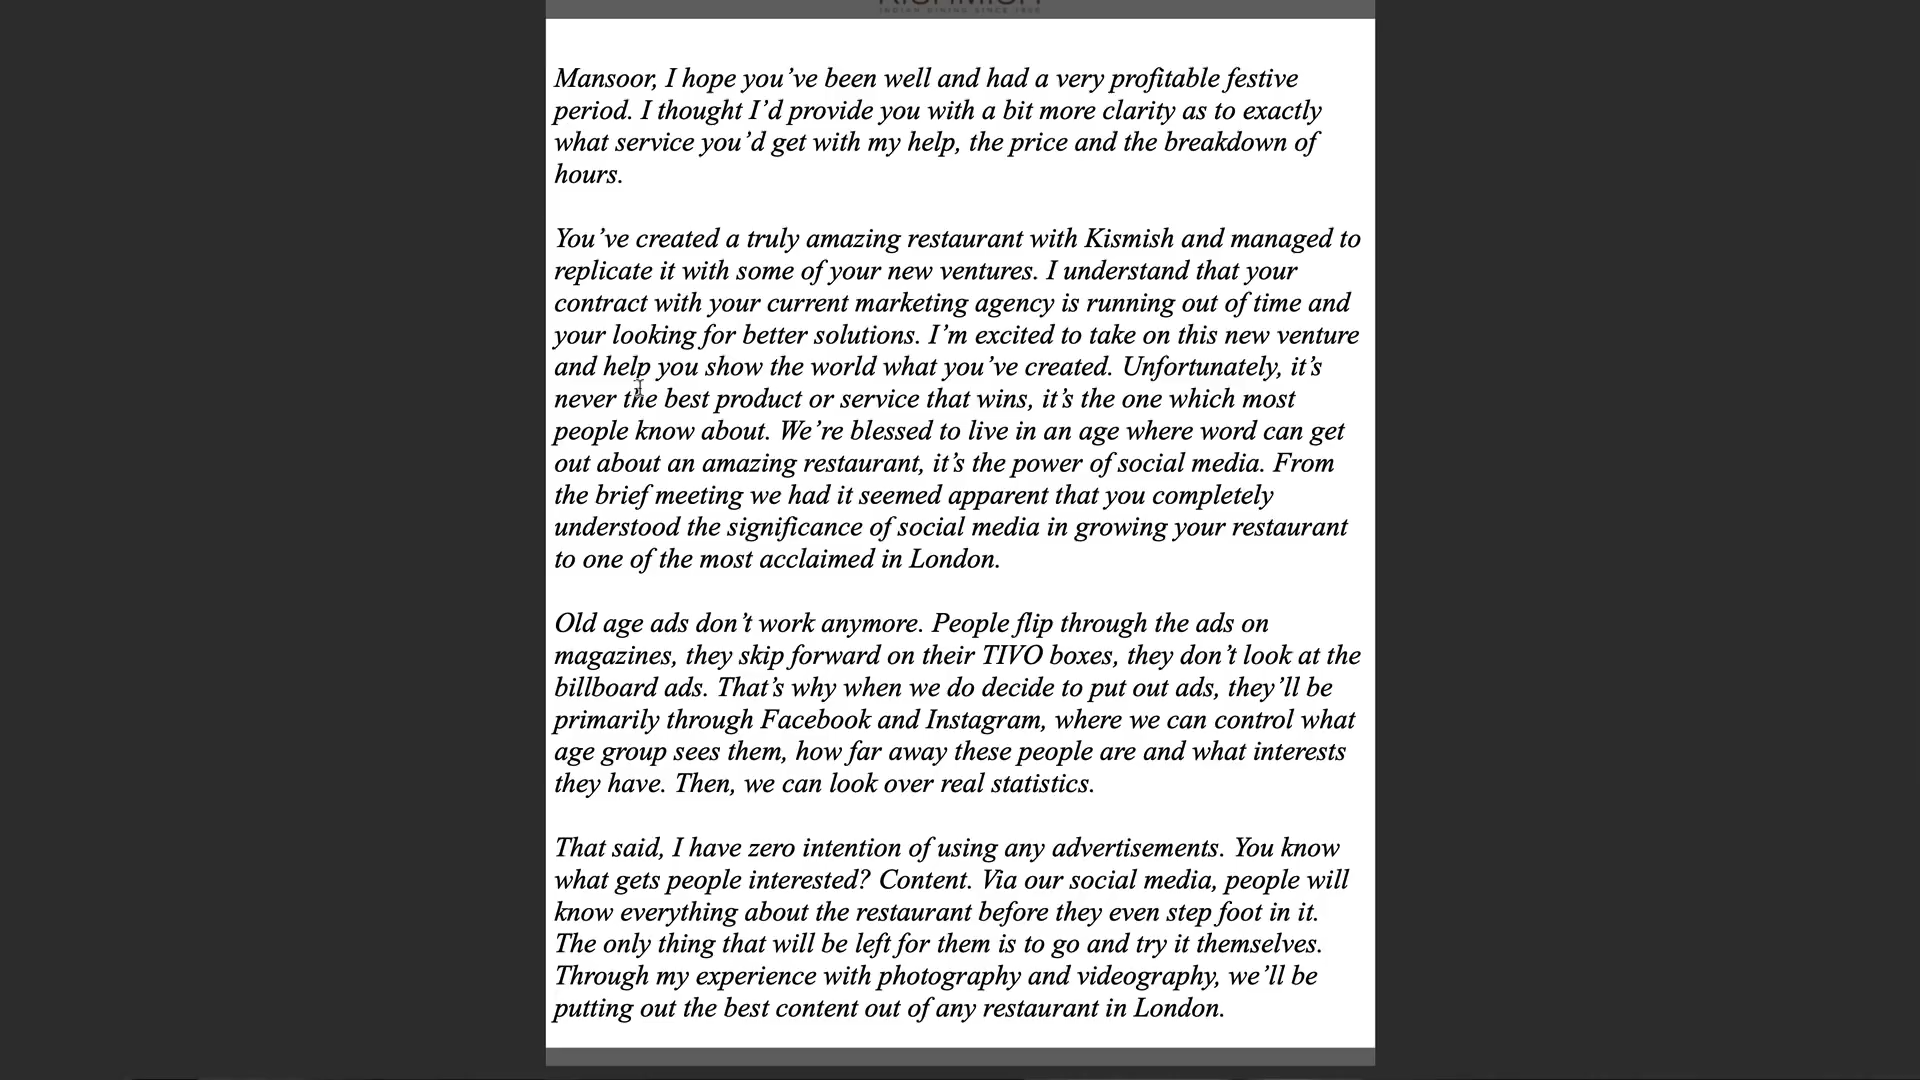 INDIAN DINING SINCE
Mansoor, I hope you’ve been well and had a very profitable festive
period. I thought I’d provide you with a bit more clarity as to exactly
what service you’d get with my help, the price and the breakdown of
hours.
You’ve created a truly amazing restaurant with Kismish and managed to
replicate it with some of your new ventures. I understand that your
contract with your current marketing agency is running out of time and
your looking for better solutions. I’m excited to take on this new venture
and help you show the world what you’ve created. Unfortunately, it’s
never the best product or service that wins, it’s the one which most
people know about. We’re blessed to live in an age where word can get
out about an amazing restaurant, it’s the power of social media. From
the brief meeting we had it seemed apparent that you completely
understood the significance of social media in growing your restaurant
to one of the most acclaimed in London.
Old age ads don’t work anymore. People flip through the ads on
magazines, they skip forward on their TIVO boxes, they don’t look at the
billboard ads. That’s why when we do decide to put out ads, they’ll be
primarily through Facebook and Instagram, where we can control what
age group sees them, how far away these people are and what interests
they have. Then, we can look over real statistics.
That said, I have zero intention of using any advertisements. You know
what gets people interested? Content. Via our social media, people will
know everything about the restaurant before they even step foot in it.
The only thing that will be left for them is to go and try it themselves.
Through my experience with photography and videography, we’ll be
putting out the best content out of any restaurant in London.